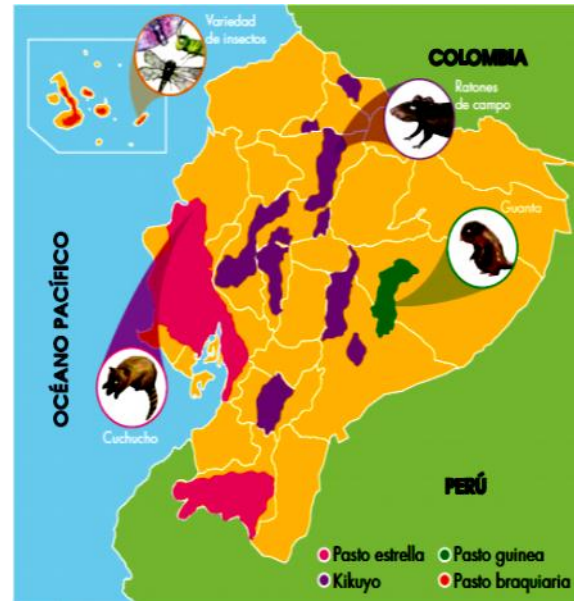 Variedad
de insectos
COLOMBIA
Ratones
de campo
Guanta
OCÉANO PACÍFICO
Cuchucho
PERÚ
Pasto estrella
Pasto guinea
Kikuyo
Pasto braquiaria